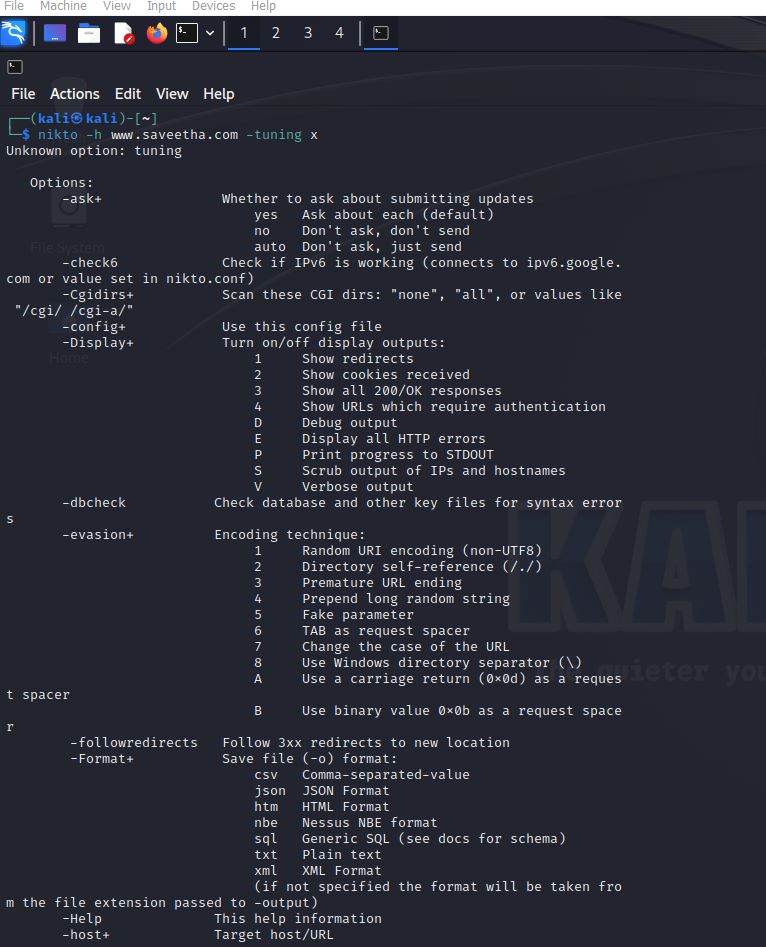 File Machine View Input Devices Help
1 2 3 4
File Actions Edit View Help
┌──(kali㉿kali)-[~]
└─$ nikto -h www.saveetha.com -tuning x
Unknown option: tuning
Options:
-ask+ Whether to ask about submitting updates
yes Ask about each (default)
no Don't ask, don't send
auto Don't ask, just send
File System
-check6 Check if IPv6 is working (connects to ipv6.google.
com or value set in nikto.conf)
-Cgidirs+ Scan these CGI dirs: "none", "all", or values like
"/cgi/ /cgi-a/"
-config+ Use this config file
-Display+ Turn on/off display outputs:
Home
1 Show redirects
2 Show cookies received
3 Show all 200/OK responses
4 Show URLs which require authentication
D Debug output
E Display all HTTP errors
P Print progress to STDOUT
S Scrub output of IPs and hostnames
V Verbose output
-dbcheck Check database and other key files for syntax error
s
-evasion+ Encoding technique:
1 Random URI encoding (non-UTF8)
2 Directory self-reference (/./)
3 Premature URL ending
4 Prepend long random string
5 Fake parameter
6 TAB as request spacer
7 Change the case of the URL
8 Use Windows directory separator (\)
A Use a carriage return (0×0d) as a reques
t spacer
B Use binary value 0×0b as a request space
r
KAL
the quieter you
-followredirects Follow 3xx redirects to new location
-Format+ Save file (-o) format:
csv Comma-separated-value
json JSON Format
htm HTML Format
nbe Nessus NBE format
sql Generic SQL (see docs for schema)
txt Plain text
xml XML Format
(if not specified the format will be taken fro
m the file extension passed to -output)
-Help This help information
-host+ Target host/URL